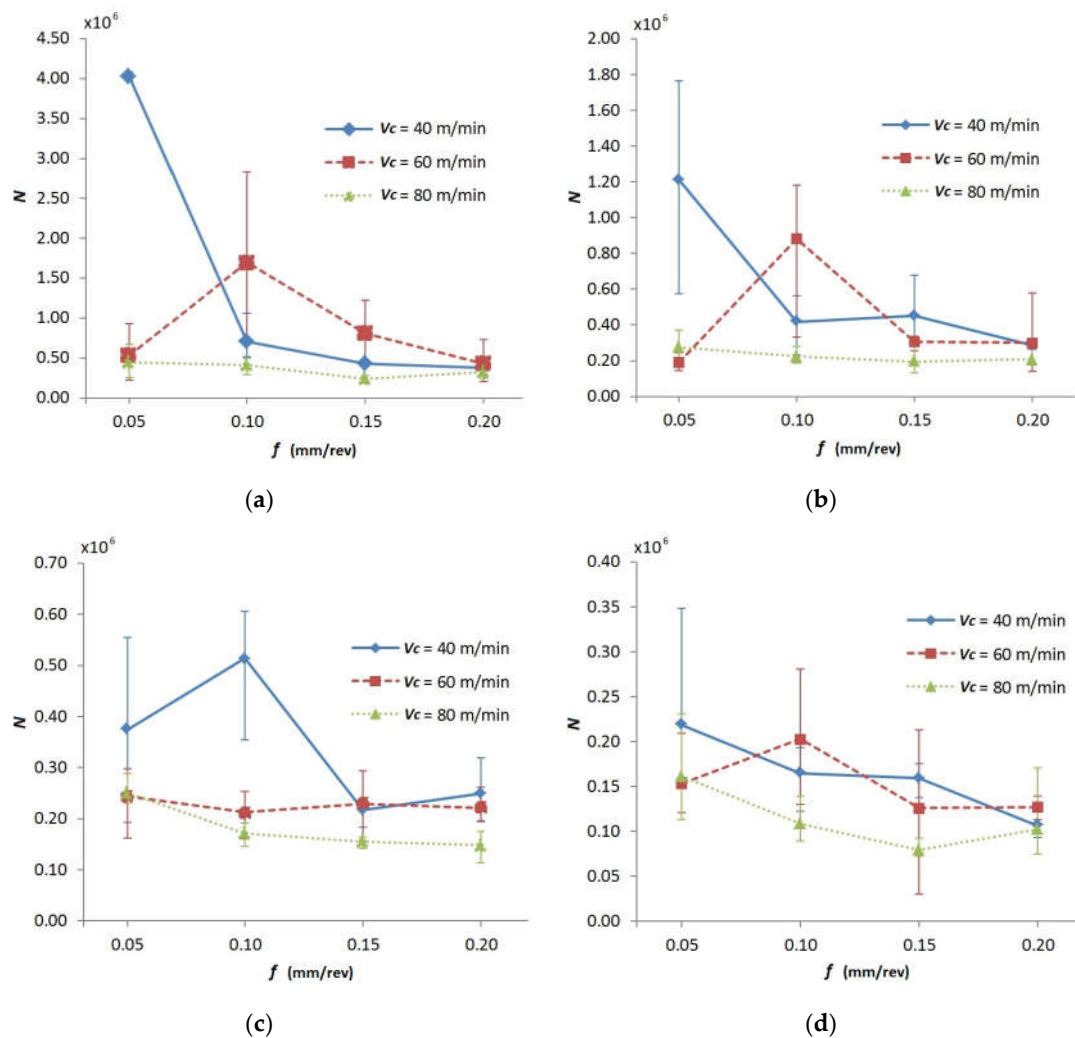 x10⁶
4.50
4.00
3.50
3.00
2.50
2.00
1.50
1.00
0.50
0.00
N
Vc = 40 m/min
Vc = 60 m/min
Vc = 80 m/min
0.05 0.10 0.15 0.20
f (mm/rev)
(a)
x10⁶
2.00
1.80
1.60
1.40
1.20
1.00
0.80
0.60
0.40
0.20
0.00
N
Vc = 40 m/min
Vc = 60 m/min
Vc = 80 m/min
0.05 0.10 0.15 0.20
f (mm/rev)
(b)
x10⁶
0.70
0.60
0.50
0.40
0.30
0.20
0.10
0.00
N
Vc = 40 m/min
Vc = 60 m/min
Vc = 80 m/min
0.05 0.10 0.15 0.20
f (mm/rev)
(c)
x10⁶
0.40
0.35
0.30
0.25
0.20
0.15
0.10
0.05
0.00
N
Vc = 40 m/min
Vc = 60 m/min
Vc = 80 m/min
0.05 0.10 0.15 0.20
f (mm/rev)
(d)